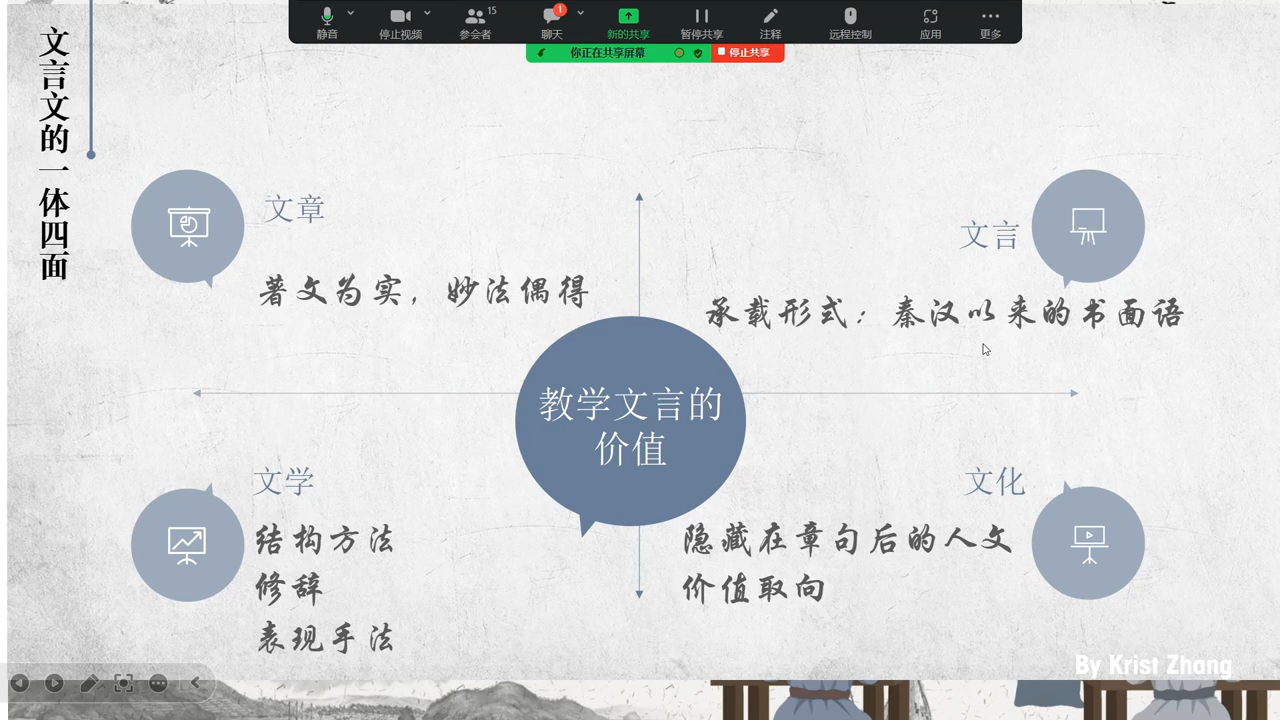 静音
停止视频
参会者
15
聊天
1
新的共享
暂停共享
注释
远程控制
应用
更多
你正在共享屏幕
停止共享
文言文的一体四面
文章
著文为实，妙法偶得
文言
承载形式：秦汉以来的书面语
教学文言的
价值
文学
结构方法
修辞
表现手法
文化
隐藏在章句后的人文
价值取向
By Krist Zhang